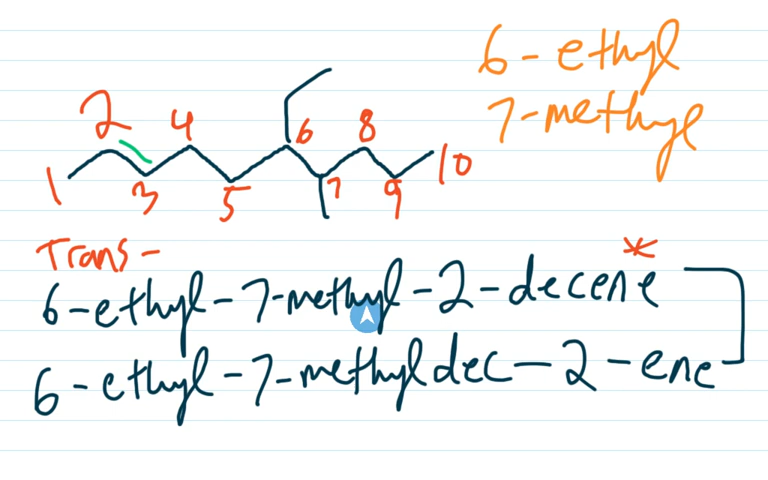 6 - ethyl
7-methyl
2 4 6 8
1 3 5 7 9 10
Trans - *
6-ethyl-7-methyl-2-decene
6-ethyl-7-methyldec-2-ene